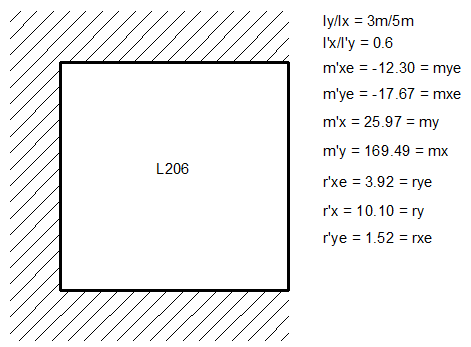 ly/lx = 3m/5m
l'x/l'y = 0.6
m'xe = -12.30 = mye
m'ye = -17.67 = mxe
m'x = 25.97 = my
m'y = 169.49 = mx
L206
r'xe = 3.92 = rye
r'x = 10.10 = ry
r'ye = 1.52 = rxe